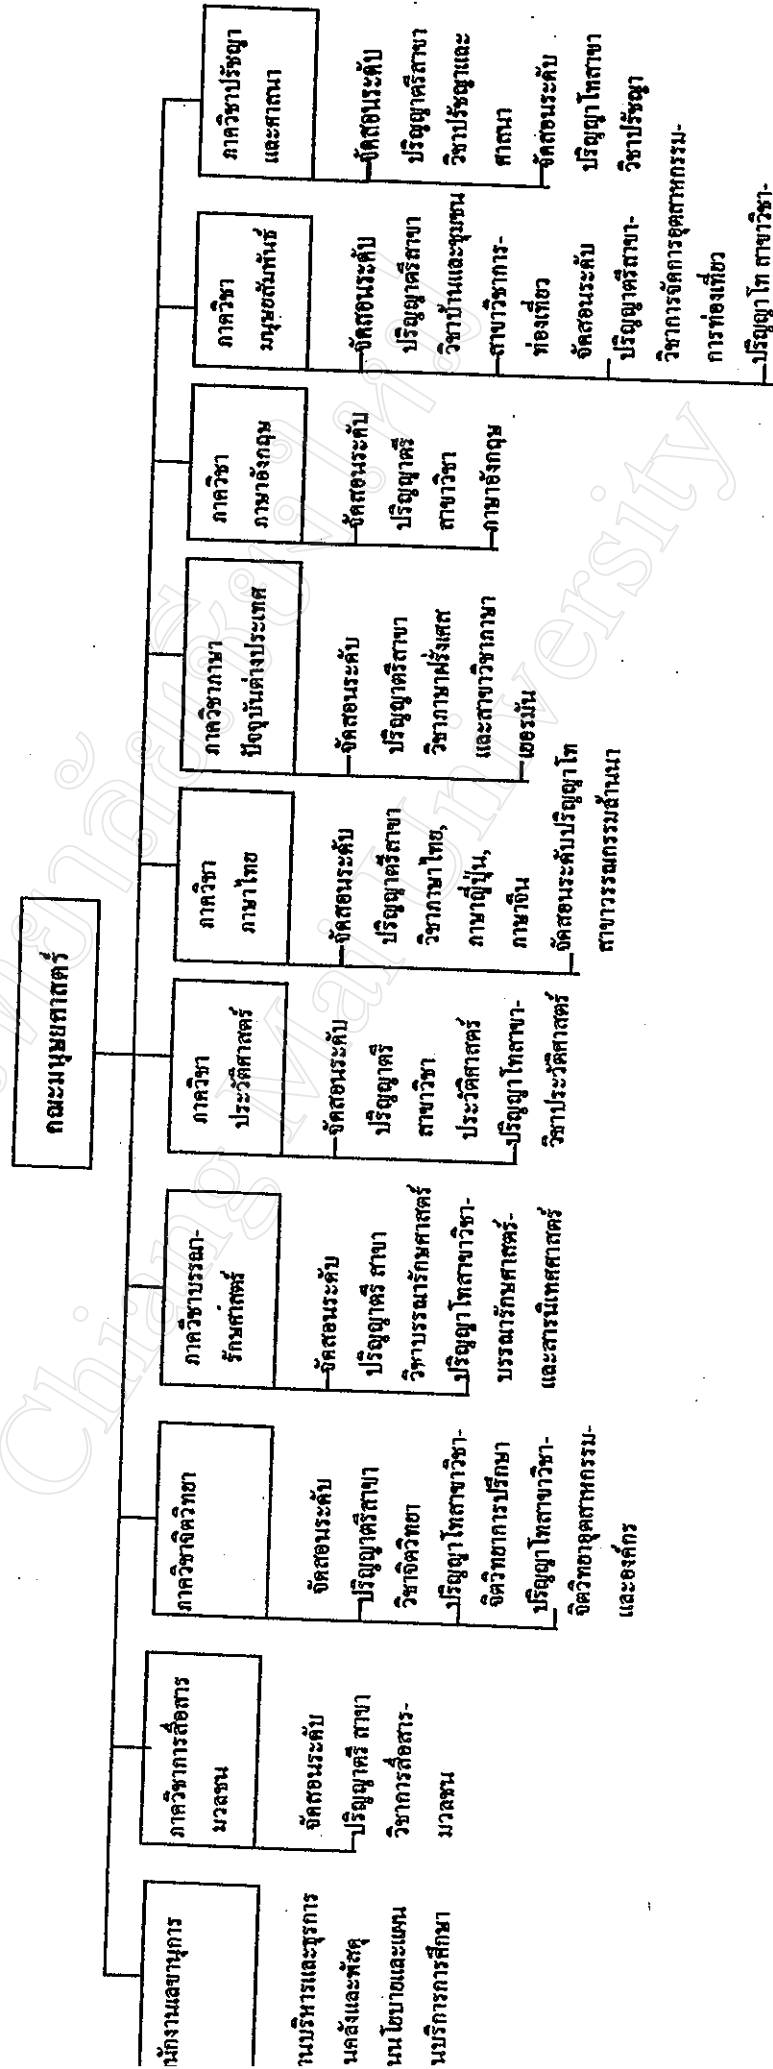 คณะมนุษยศาสตร์
นักงานเลขานุการ
านบริหารและธุรการ
นคลังและพัสดุ
นนโยบายและแผน
นบริการการศึกษา
ภาควิชาการสื่อสาร
มวลชน
จัดสอนระดับ
ปริญญาตรี สาขา
วิชาการสื่อสาร-
มวลชน
ภาควิชาจิตวิทยา
จัดสอนระดับ
ปริญญาตรีสาขา
วิชาจิตวิทยา
ปริญญาโทสาขาวิชา-
จิตวิทยาการปรึกษา
ปริญญาโทสาขาวิชา-
จิตวิทยาอุตสาหกรรม-
และองค์กร
ภาควิชาบรรณา-
รักษศาสตร์
จัดสอนระดับ
ปริญญาตรี สาขา
วิชาบรรณารักษศาสตร์
ปริญญาโทสาขาวิชา-
บรรณารักษศาสตร์-
และสารนิเทศศาสตร์
ภาควิชา
ประวัติศาสตร์
จัดสอนระดับ
ปริญญาตรี
สาขาวิชา
ประวัติศาสตร์
ปริญญาโทสาขา-
วิชาประวัติศาสตร์
ภาควิชา
ภาษาไทย
จัดสอนระดับ
ปริญญาตรีสาขา
วิชาภาษาไทย,
ภาษาญี่ปุ่น,
ภาษาจีน
จัดสอนระดับปริญญาโท
สาขาวรรณกรรมล้านนา
ภาควิชาภาษา
ปัจจุบันต่างประเทศ
จัดสอนระดับ
ปริญญาตรีสาขา
วิชาภาษาฝรั่งเศส
และสาขาวิชาภาษา
เยอรมัน
ภาควิชา
ภาษาอังกฤษ
จัดสอนระดับ
ปริญญาตรี
สาขาวิชา
ภาษาอังกฤษ
ภาควิชา
มนุษยสัมพันธ์
จัดสอนระดับ
ปริญญาตรีสาขา
วิชาบ้านและชุมชน
สาขาวิชาการ-
ท่องเที่ยว
จัดสอนระดับ
ปริญญาตรีสาขา-
วิชาการจัดการอุตสาหกรรม-
การท่องเที่ยว
ปริญญาโท สาขาวิชา-
ภาควิชาปรัชญา
และศาสนา
จัดสอนระดับ
ปริญญาตรีสาขา
วิชาปรัชญาและ
ศาสนา
จัดสอนระดับ
ปริญญาโทสาขา
วิชาปรัชญา
Chiang Mai University